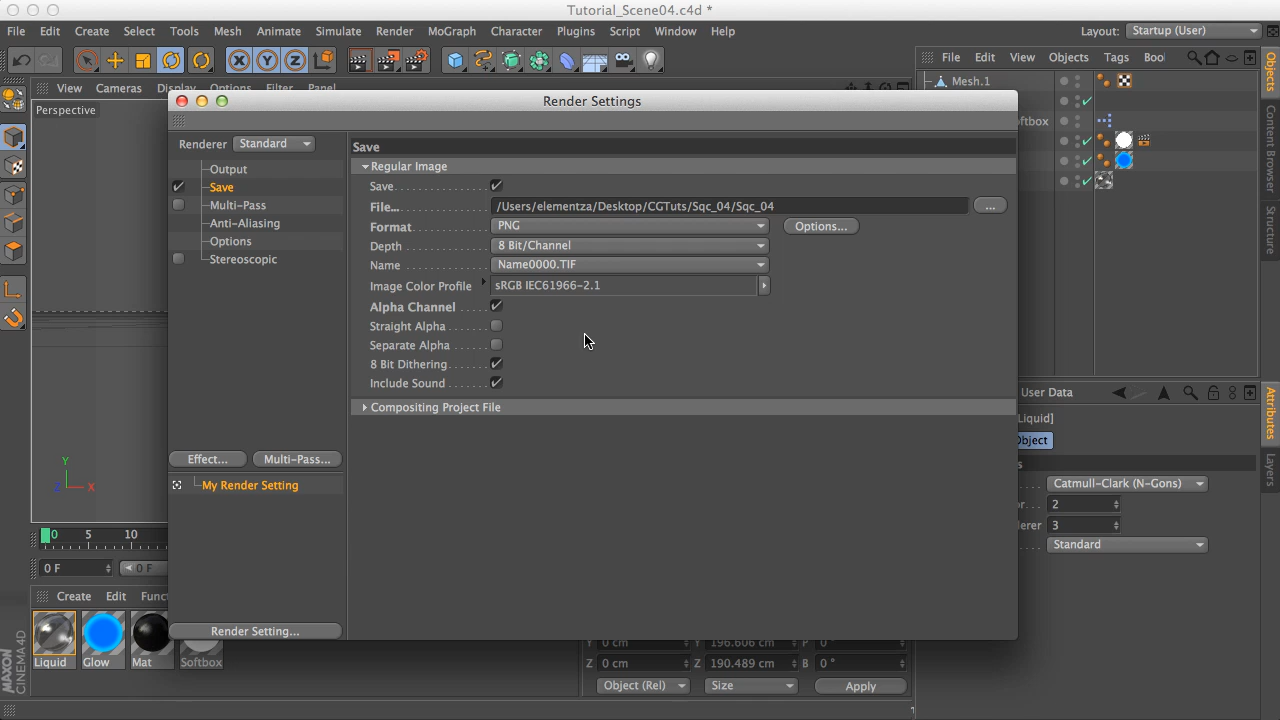 Tutorial_Scene04.c4d *
File Edit Create Select Tools Mesh Animate Simulate Render MoGraph Character Plugins Script Window Help
Layout: Startup (User)
File Edit View Objects Tags Boo
View Cameras Display Options Filter Panel
Perspective
Mesh.1
oftbox
Render Settings
Renderer Standard
Output
Save
Multi-Pass
Anti-Aliasing
Options
Stereoscopic
Effect... Multi-Pass...
My Render Setting
Render Setting...
Save
Regular Image
Save
File... /Users/elementza/Desktop/CGTuts/Sqc_04/Sqc_04 ...
Format PNG Options...
Depth 8 Bit/Channel
Name Name0000.TIF
Image Color Profile sRGB IEC61966-2.1
Alpha Channel
Straight Alpha
Separate Alpha
8 Bit Dithering
Include Sound
Compositing Project File
Objects
Content Browser
Structure
Attributes
Layers
User Data
Liquid]
Object
s
Catmull-Clark (N-Gons)
or 2
erer 3
Standard
Y
Z X
0 5 10
0 F 0 F
Create Edit Func
Liquid Glow Mat Softbox
Y 0 cm Y 196.606 cm P 0 °
Z 0 cm Z 190.489 cm B 0 °
Object (Rel) Size Apply
MAXON
CINEMA 4D